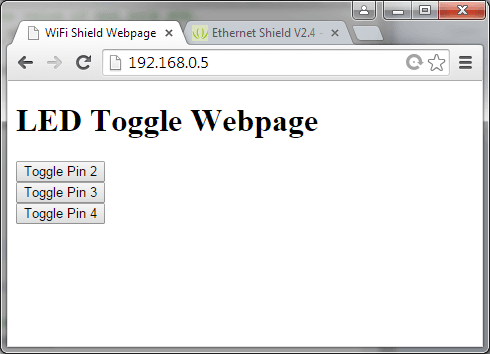 WiFi Shield Webpage
Ethernet Shield V2.4 -
192.168.0.5
LED Toggle Webpage
Toggle Pin 2
Toggle Pin 3
Toggle Pin 4